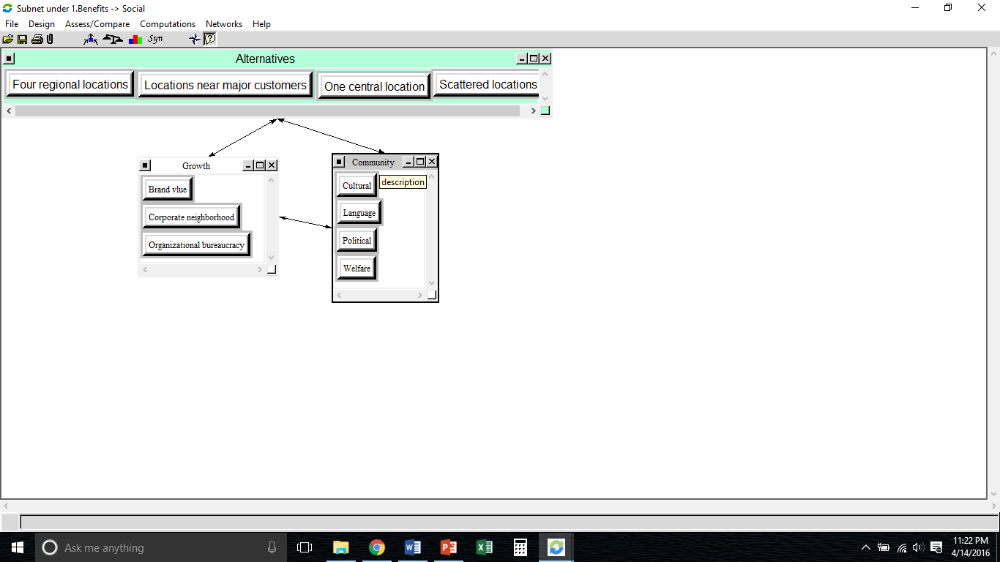 Subnet under 1.Benefits -> Social
File Design Assess/Compare Computations Networks Help
Syn
Alternatives
Four regional locations
Locations near major customers
One central location
Scattered locations
Growth
Brand vlue
Corporate neighborhood
Organizational bureaucracy
Community
Cultural
description
Language
Political
Welfare
Ask me anything
11:22 PM
4/14/2016